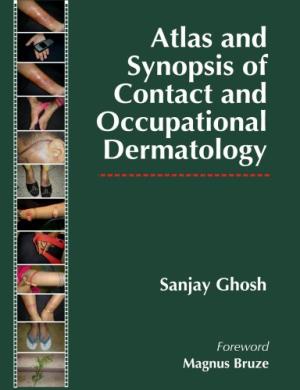 Atlas and
Synopsis of
Contact and
Occupational
Dermatology
Sanjay Ghosh
Foreword
Magnus Bruze